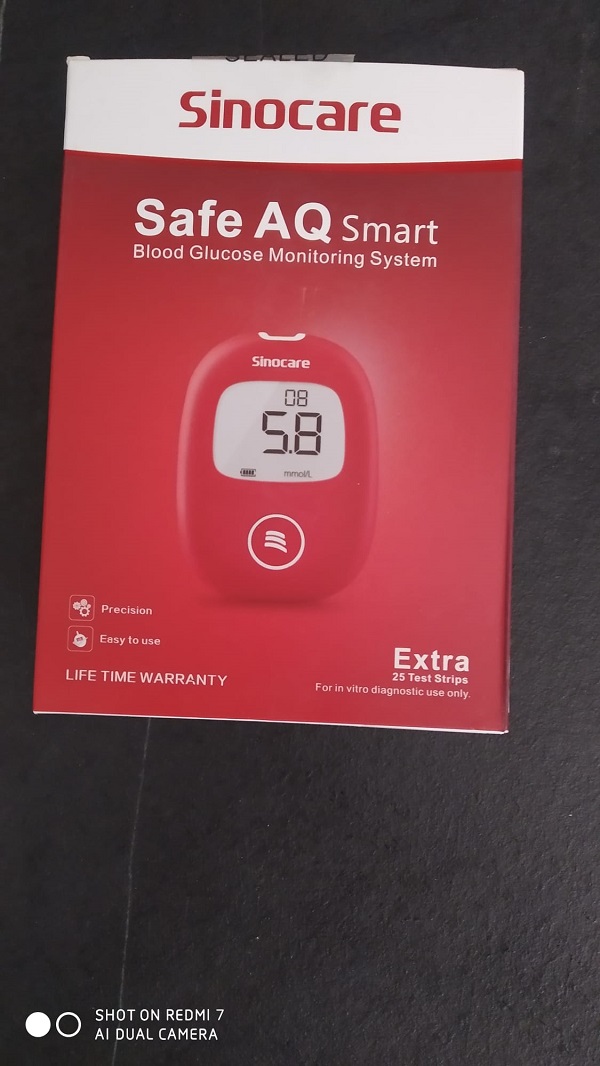 SEALED
Sinocare
Safe AQ Smart
Blood Glucose Monitoring System
Sinocare
08
5.8
mmol/L
Precision
Easy to use
LIFE TIME WARRANTY
Extra
25 Test Strips
For in vitro diagnostic use only.
SHOT ON REDMI 7
AI DUAL CAMERA